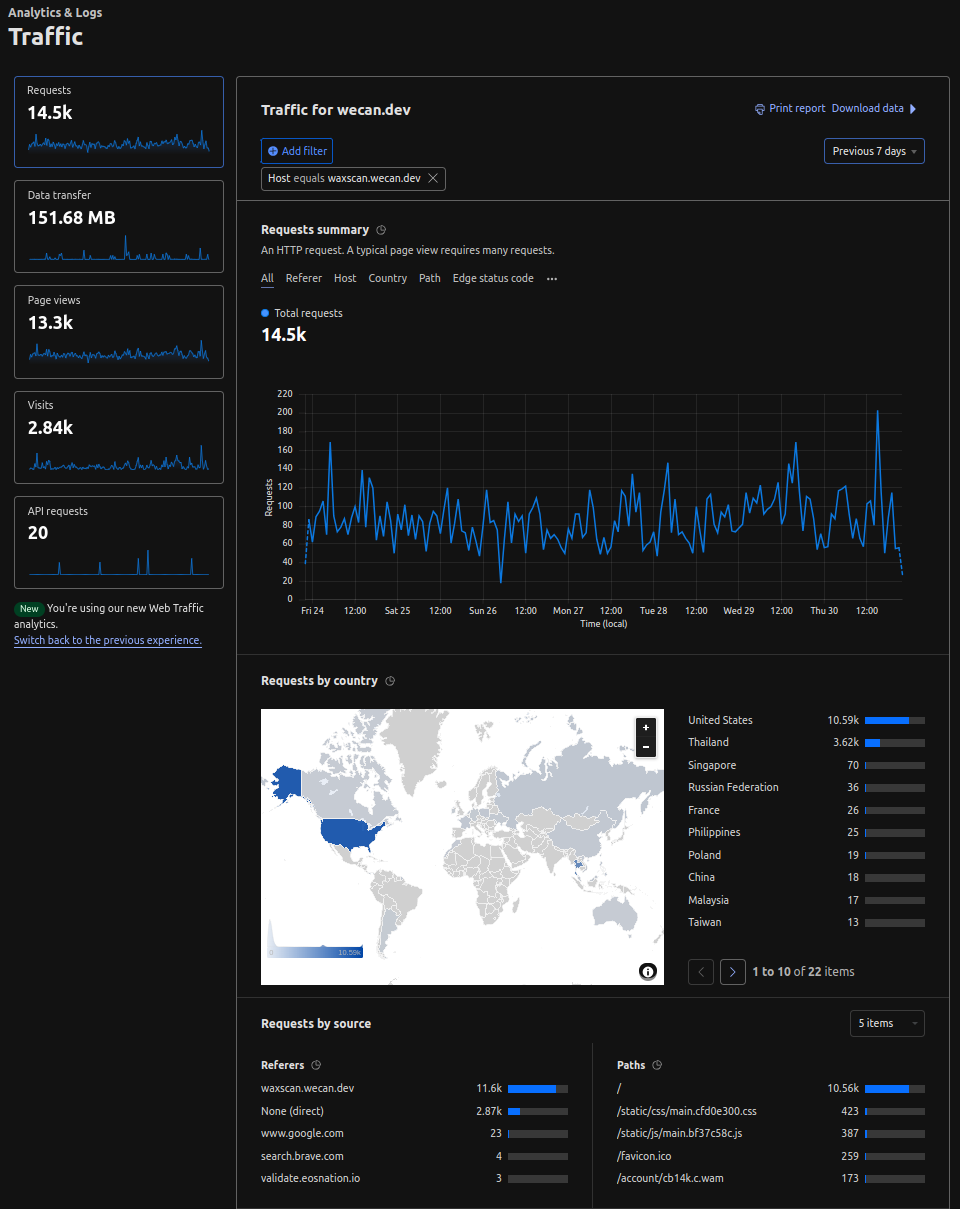 Analytics & Logs
Traffic
Requests
14.5k
Data transfer
151.68 MB
Page views
13.3k
Visits
2.84k
API requests
20
New You're using our new Web Traffic
analytics.
Switch back to the previous experience.
Traffic for wecan.dev
Print report Download data
Add filter
Previous 7 days
Host equals waxscan.wecan.dev
Requests summary
An HTTP request. A typical page view requires many requests.
All Referer Host Country Path Edge status code ···
Total requests
14.5k
220
200
180
160
140
120
100
80
60
40
20
0
Requests
Fri 24 12:00 Sat 25 12:00 Sun 26 12:00 Mon 27 12:00 Tue 28 12:00 Wed 29 12:00 Thu 30 12:00
Time (local)
Requests by country
+
-
0 10.59k
United States 10.59k
Thailand 3.62k
Singapore 70
Russian Federation 36
France 26
Philippines 25
Poland 19
China 18
Malaysia 17
Taiwan 13
1 to 10 of 22 items
Requests by source
5 items
Referers
waxscan.wecan.dev 11.6k
None (direct) 2.87k
www.google.com 23
search.brave.com 4
validate.eosnation.io 3
Paths
/ 10.56k
/static/css/main.cfd0e300.css 423
/static/js/main.bf37c58c.js 387
/favicon.ico 259
/account/cb14k.c.wam 173